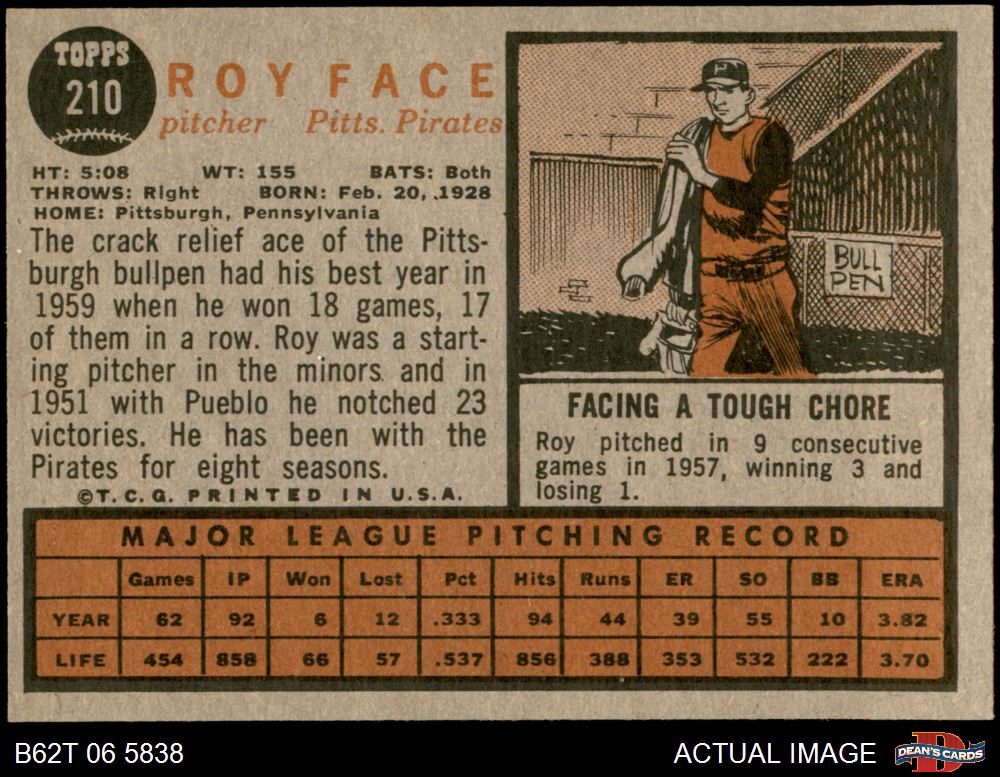 TOPPS
210
ROY FACE
pitcher Pitts. Pirates
HT: 5:08 WT: 155 BATS: Both
THROWS: Right BORN: Feb. 20, 1928
HOME: Pittsburgh, Pennsylvania
The crack relief ace of the Pitts-
burgh bullpen had his best year in
1959 when he won 18 games, 17
of them in a row. Roy was a start-
ing pitcher in the minors and in
1951 with Pueblo he notched 23
victories. He has been with the
Pirates for eight seasons.
©T.C.G. PRINTED IN U.S.A.
P
BULL
PEN
FACING A TOUGH CHORE
Roy pitched in 9 consecutive
games in 1957, winning 3 and
losing 1.
MAJOR LEAGUE PITCHING RECORD
Games IP Won Lost Pct Hits Runs ER SO BB ERA
YEAR 62 92 6 12 .333 94 44 39 55 10 3.82
LIFE 454 858 66 57 .537 856 388 353 532 222 3.70
B62T 06 5838 ACTUAL IMAGE DEAN'S CARDS